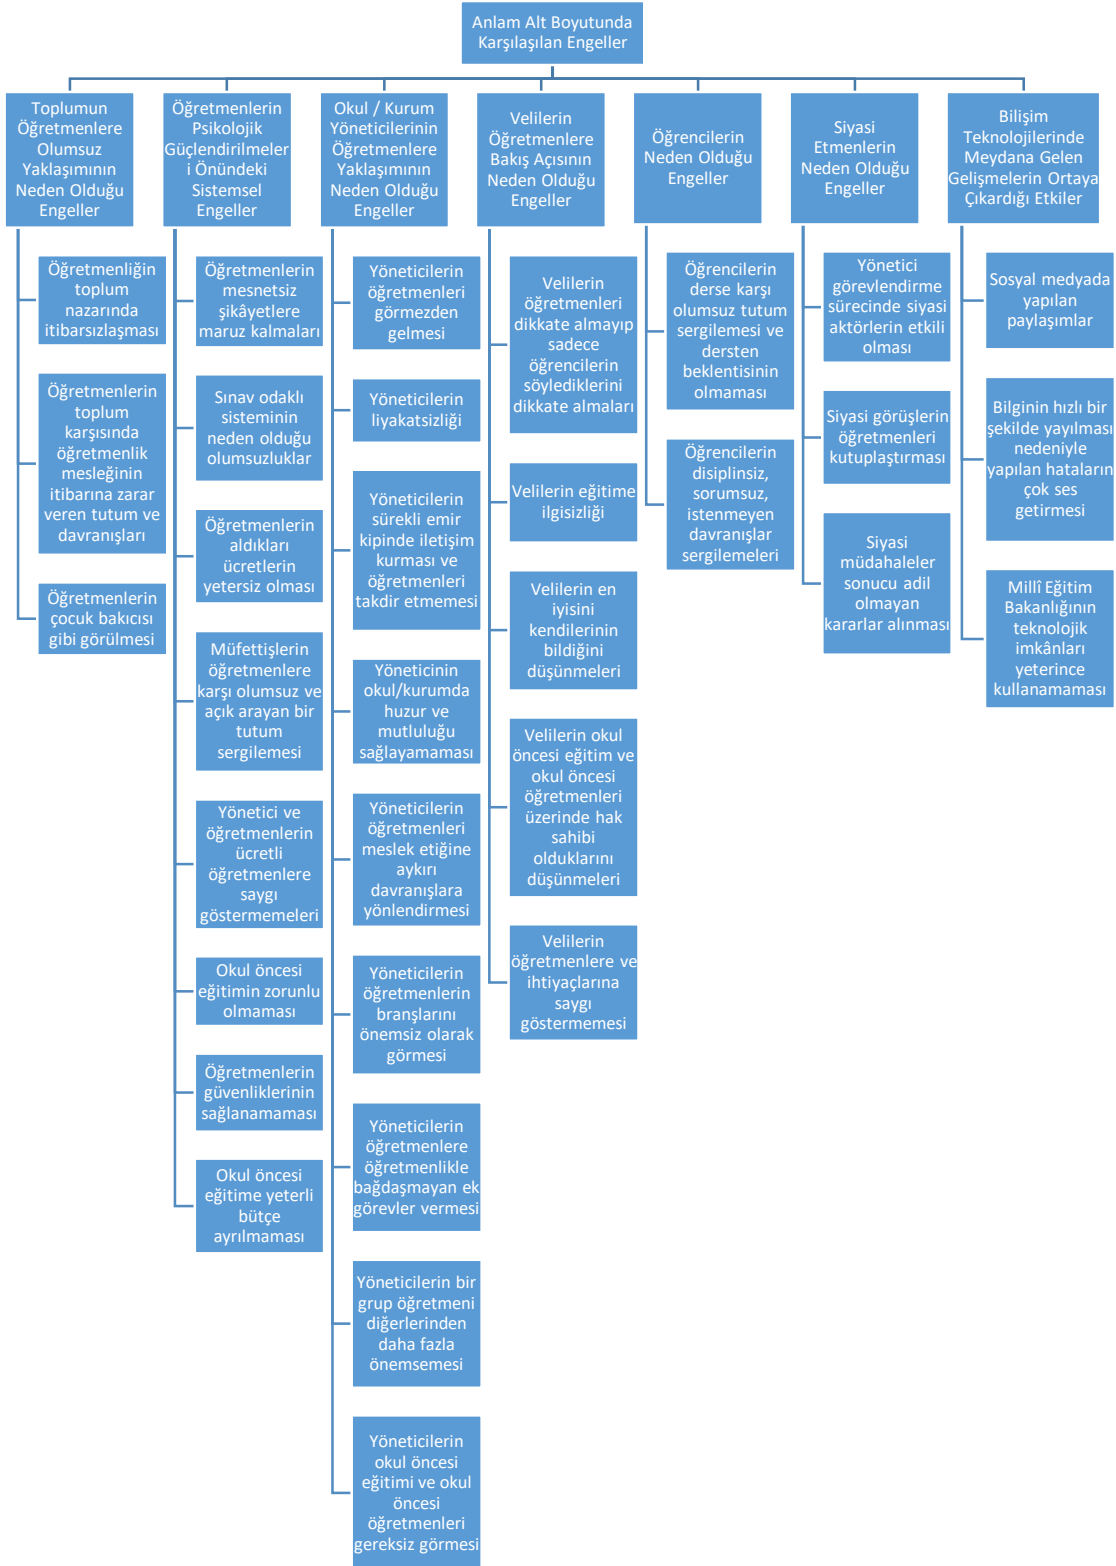 Anlam Alt Boyutunda
Karşılaşılan Engeller
Toplumun
Öğretmenlere
Olumsuz
Yaklaşımının
Neden Olduğu
Engeller
Öğretmenliğin
toplum
nazarında
itibarsızlaşması
Öğretmenlerin
toplum
karşısında
öğretmenlik
mesleğinin
itibarına zarar
veren tutum ve
davranışları
Öğretmenlerin
çocuk bakıcısı
gibi görülmesi
Öğretmenlerin
Psikolojik
Güçlendirilmeler
i Önündeki
Sistemsel
Engeller
Öğretmenlerin
mesnetsiz
şikâyetlere
maruz kalmaları
Sınav odaklı
sisteminin
neden olduğu
olumsuzluklar
Öğretmenlerin
aldıkları
ücretlerin
yetersiz olması
Müfettişlerin
öğretmenlere
karşı olumsuz ve
açık arayan bir
tutum
sergilemesi
Yönetici ve
öğretmenlerin
ücretli
öğretmenlere
saygı
göstermemeleri
Okul öncesi
eğitimin zorunlu
olmaması
Öğretmenlerin
güvenliklerinin
sağlanamaması
Okul öncesi
eğitime yeterli
bütçe
ayrılmaması
Okul / Kurum
Yöneticilerinin
Öğretmenlere
Yaklaşımının
Neden Olduğu
Engeller
Yöneticilerin
öğretmenleri
görmezden
gelmesi
Yöneticilerin
liyakatsizliği
Yöneticilerin
sürekli emir
kipinde iletişim
kurması ve
öğretmenleri
takdir etmemesi
Yöneticinin
okul/kurumda
huzur ve
mutluluğu
sağlayamaması
Yöneticilerin
öğretmenleri
meslek etiğine
aykırı
davranışlara
yönlendirmesi
Yöneticilerin
öğretmenlerin
branşlarını
önemsiz olarak
görmesi
Yöneticilerin
öğretmenlere
öğretmenlikle
bağdaşmayan ek
görevler vermesi
Yöneticilerin bir
grup öğretmeni
diğerlerinden
daha fazla
önemsemesi
Yöneticilerin
okul öncesi
eğitimi ve okul
öncesi
öğretmenleri
gereksiz görmesi
Velilerin
Öğretmenlere
Bakış Açısının
Neden Olduğu
Engeller
Velilerin
öğretmenleri
dikkate almayıp
sadece
öğrencilerin
söylediklerini
dikkate almaları
Velilerin eğitime
ilgisizliği
Velilerin en
iyisini
kendilerinin
bildiğini
düşünmeleri
Velilerin okul
öncesi eğitim ve
okul öncesi
öğretmenleri
üzerinde hak
sahibi
olduklarını
düşünmeleri
Velilerin
öğretmenlere ve
ihtiyaçlarına
saygı
göstermemesi
Öğrencilerin
Neden Olduğu
Engeller
Öğrencilerin
derse karşı
olumsuz tutum
sergilemesi ve
dersten
beklentisinin
olmaması
Öğrencilerin
disiplinsiz,
sorumsuz,
istenmeyen
davranışlar
sergilemeleri
Siyasi
Etmenlerin
Neden Olduğu
Engeller
Yönetici
görevlendirme
sürecinde siyasi
aktörlerin etkili
olması
Siyasi görüşlerin
öğretmenleri
kutuplaştırması
Siyasi
müdahaleler
sonucu adil
olmayan
kararlar alınması
Bilişim
Teknolojilerinde
Meydana Gelen
Gelişmelerin Ortaya
Çıkardığı Etkiler
Sosyal medyada
yapılan
paylaşımlar
Bilginin hızlı bir
şekilde yayılması
nedeniyle
yapılan hataların
çok ses
getirmesi
Millî Eğitim
Bakanlığının
teknolojik
imkânları
yeterince
kullanamaması